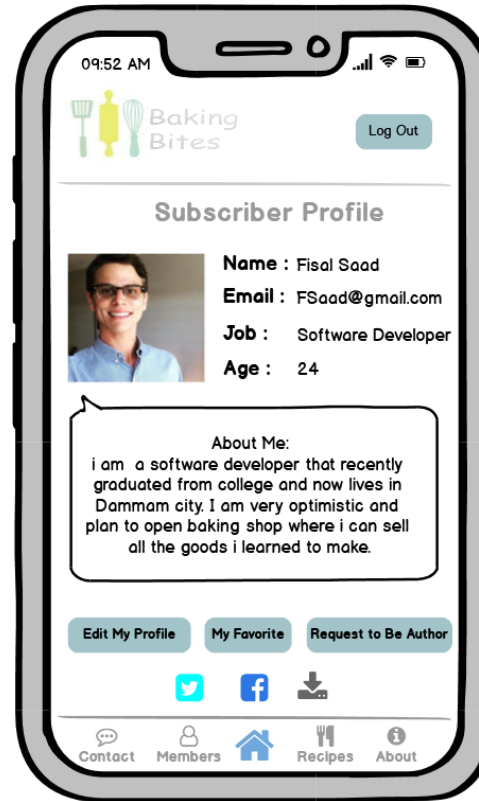 09:52 AM
Baking
Bites
Log Out
Subscriber Profile
Name : Fisal Saad
Email : FSaad@gmail.com
Job : Software Developer
Age : 24
About Me:
i am a software developer that recently
graduated from college and now lives in
Dammam city. I am very optimistic and
plan to open baking shop where i can sell
all the goods i learned to make.
Edit My Profile
My Favorite
Request to Be Author
Contact
Members
Recipes
About